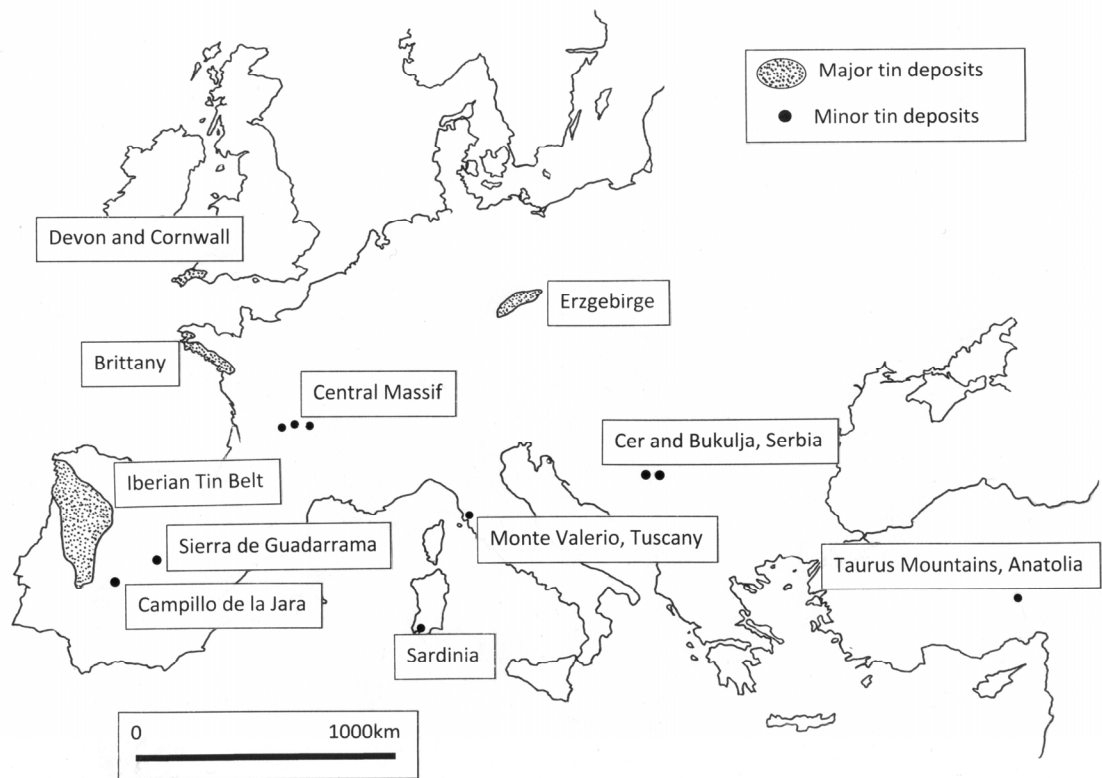 Major tin deposits
Minor tin deposits
Devon and Cornwall
Erzgebirge
Brittany
Central Massif
Cer and Bukulja, Serbia
Iberian Tin Belt
Sierra de Guadarrama
Monte Valerio, Tuscany
Taurus Mountains, Anatolia
Campillo de la Jara
Sardinia
0 1000km